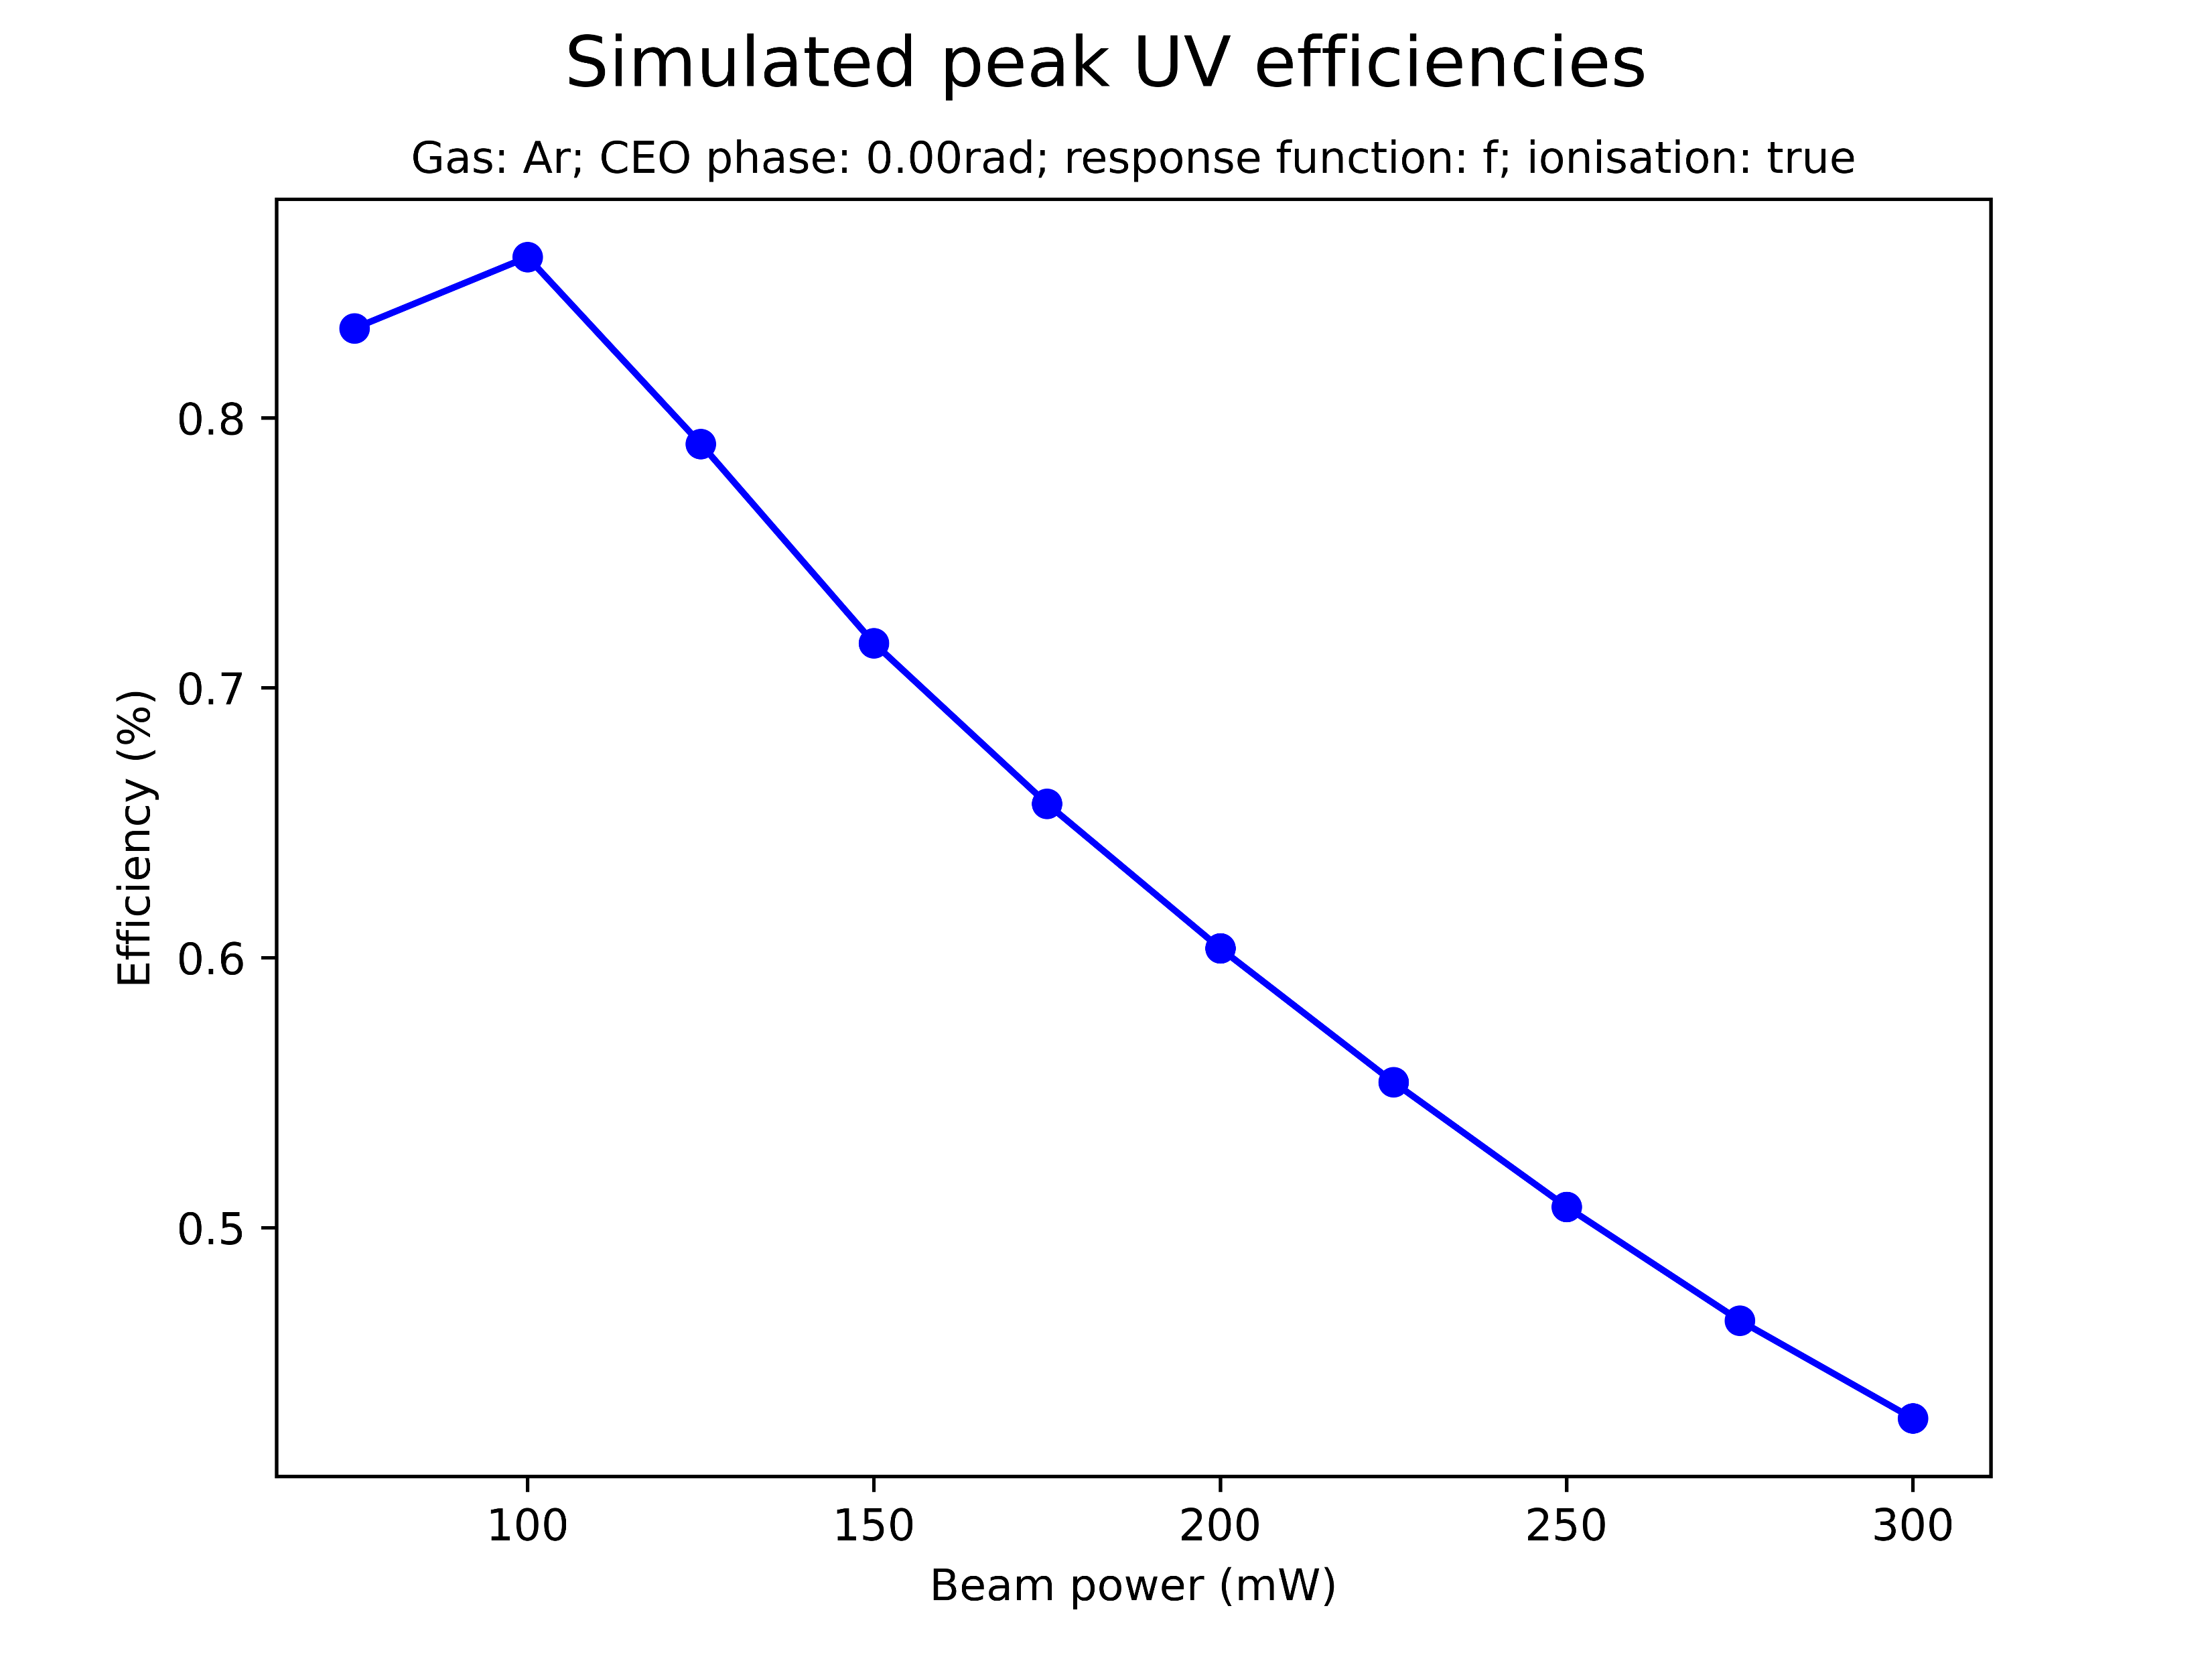 Simulated peak UV efficiencies
Gas: Ar; CEO phase: 0.00rad; response function: f; ionisation: true
0.8
0.7
0.6
0.5
Efficiency (%)
100 150 200 250 300
Beam power (mW)